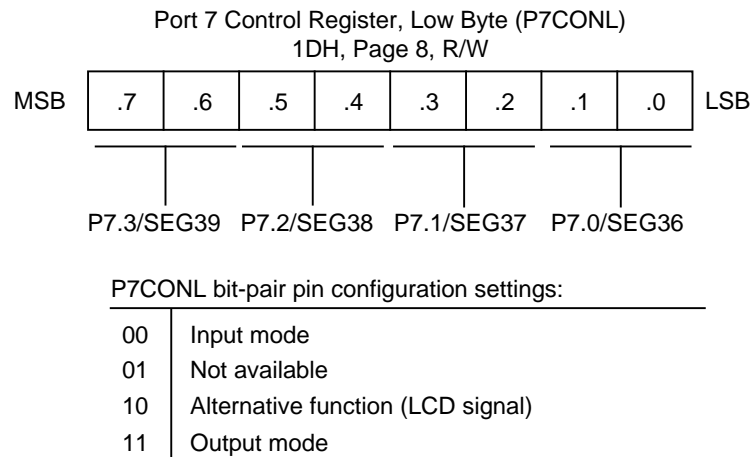 Port 7 Control Register, Low Byte (P7CONL)
1DH, Page 8, R/W
MSB .7 .6 .5 .4 .3 .2 .1 .0 LSB
P7.3/SEG39 P7.2/SEG38 P7.1/SEG37 P7.0/SEG36
P7CONL bit-pair pin configuration settings:
00 Input mode
01 Not available
10 Alternative function (LCD signal)
11 Output mode